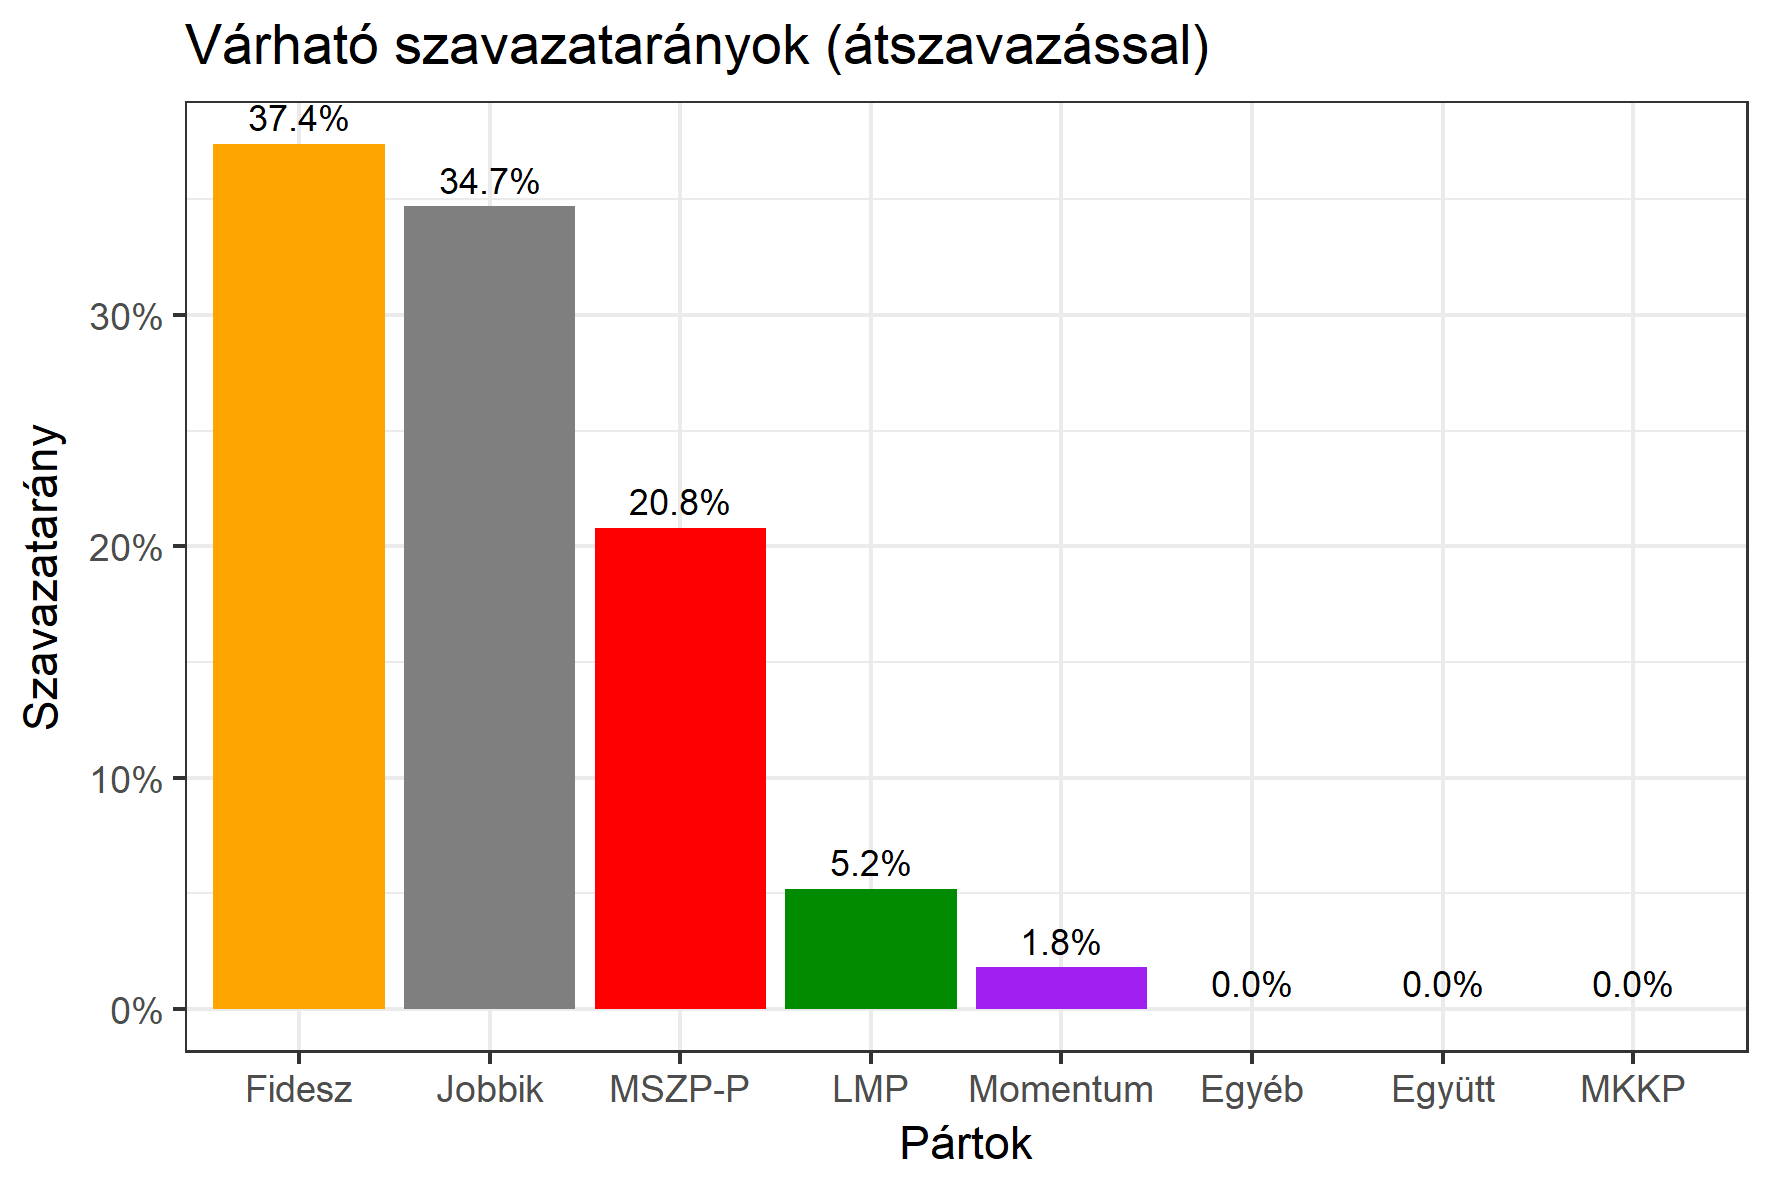 Várható szavazatarányok (átszavazással)
37.4%
34.7%
20.8%
5.2%
1.8%
0.0%
0.0%
0.0%
30%
20%
10%
0%
Szavazatarány
Fidesz
Jobbik
MSZP-P
LMP
Momentum
Egyéb
Együtt
MKKP
Pártok